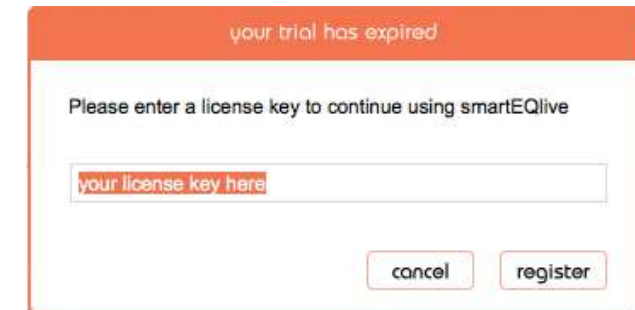 your trial has expired
Please enter a license key to continue using smartEQlive
your license key here
cancel register